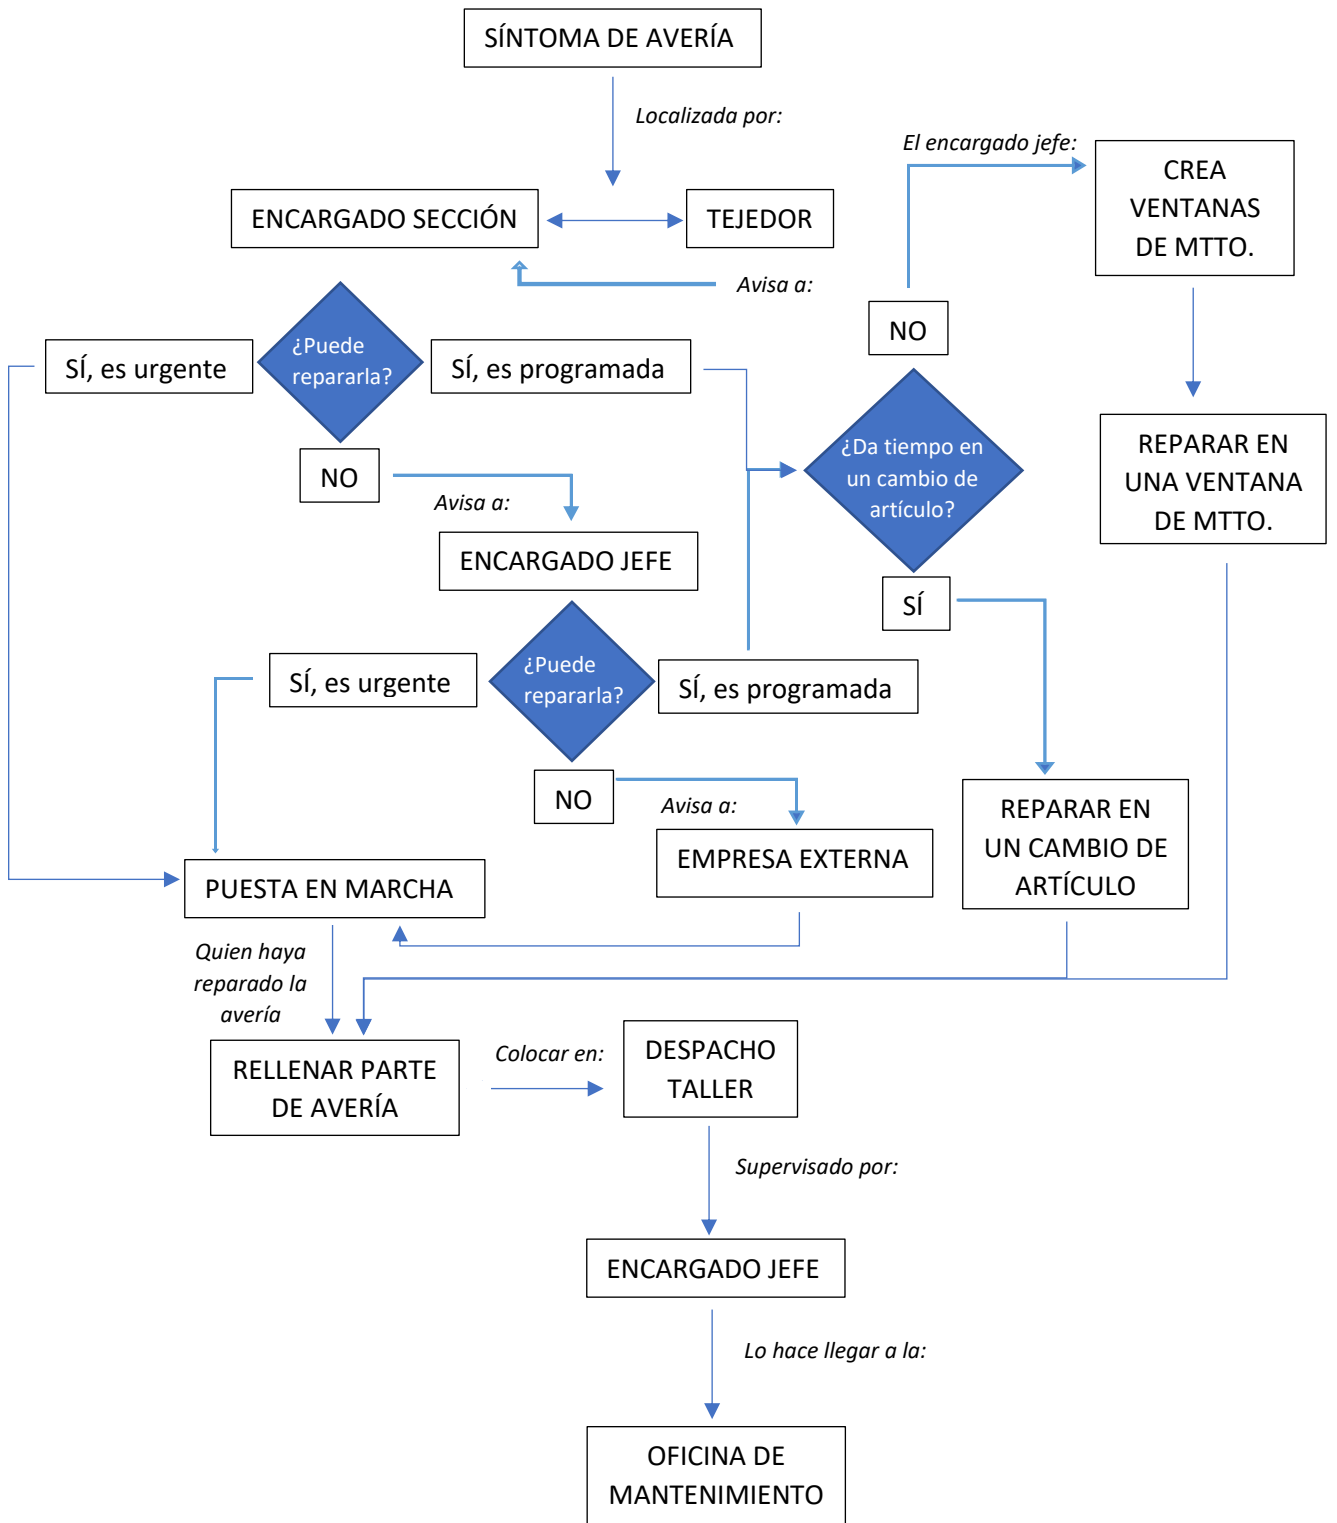 SÍNTOMA DE AVERÍA
Localizada por:
El encargado jefe:
CREA
VENTANAS
DE MTTO.
ENCARGADO SECCIÓN
TEJEDOR
Avisa a:
NO
¿Puede
repararla?
SÍ, es urgente
SÍ, es programada
¿Da tiempo en
un cambio de
artículo?
REPARAR EN
UNA VENTANA
DE MTTO.
NO
Avisa a:
ENCARGADO JEFE
SÍ
¿Puede
repararla?
SÍ, es urgente
SÍ, es programada
NO
Avisa a:
REPARAR EN
UN CAMBIO DE
ARTÍCULO
EMPRESA EXTERNA
PUESTA EN MARCHA
Quien haya
reparado la
avería
RELLENAR PARTE
DE AVERÍA
Colocar en:
DESPACHO
TALLER
Supervisado por:
ENCARGADO JEFE
Lo hace llegar a la:
OFICINA DE
MANTENIMIENTO